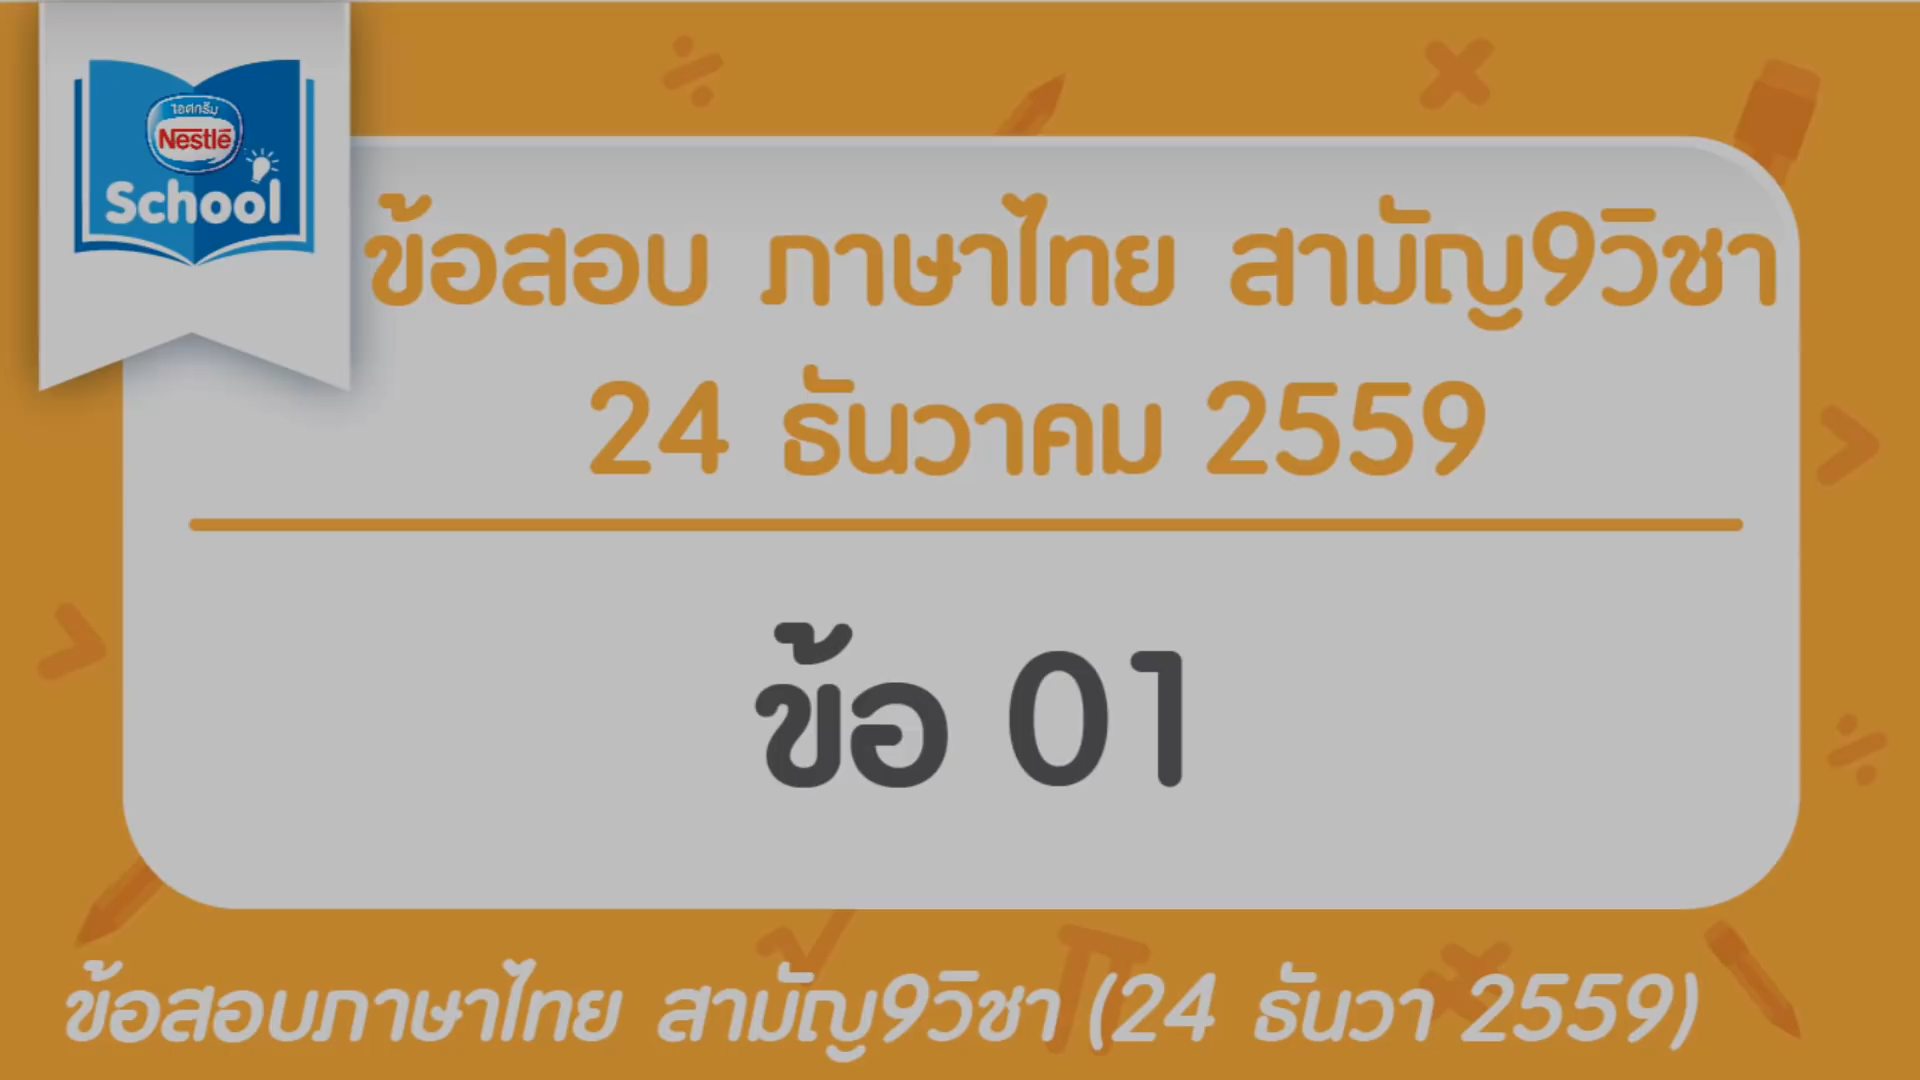 ไอศกรีม
Nestlé
School
ข้อสอบ ภาษาไทย สามัญ9วิชา
24 ธันวาคม 2559
ข้อ 01
ข้อสอบภาษาไทย สามัญ9วิชา (24 ธันวา 2559)